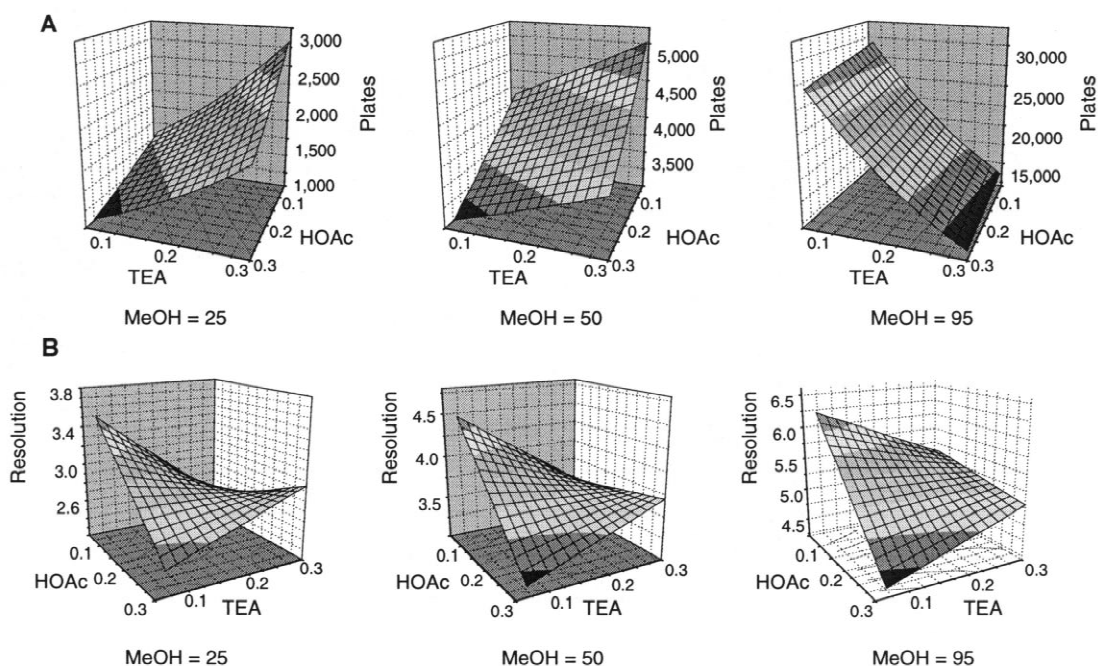 A
3,000
2,500
2,000
1,500
1,000
Plates
0.1
0.2
0.3
HOAc
0.1
0.2
0.3
TEA
MeOH = 25
5,000
4,500
4,000
3,500
Plates
0.1
0.2
0.3
HOAc
0.1
0.2
0.3
TEA
MeOH = 50
30,000
25,000
20,000
15,000
Plates
0.1
0.2
0.3
HOAc
0.1
0.2
0.3
TEA
MeOH = 95
B
3.8
3.4
3.0
2.6
Resolution
0.1
0.2
0.3
HOAc
0.1
0.2
0.3
TEA
MeOH = 25
4.5
4.0
3.5
Resolution
0.1
0.2
0.3
HOAc
0.1
0.2
0.3
TEA
MeOH = 50
6.5
6.0
5.5
5.0
4.5
Resolution
0.1
0.2
0.3
HOAc
0.1
0.2
0.3
TEA
MeOH = 95